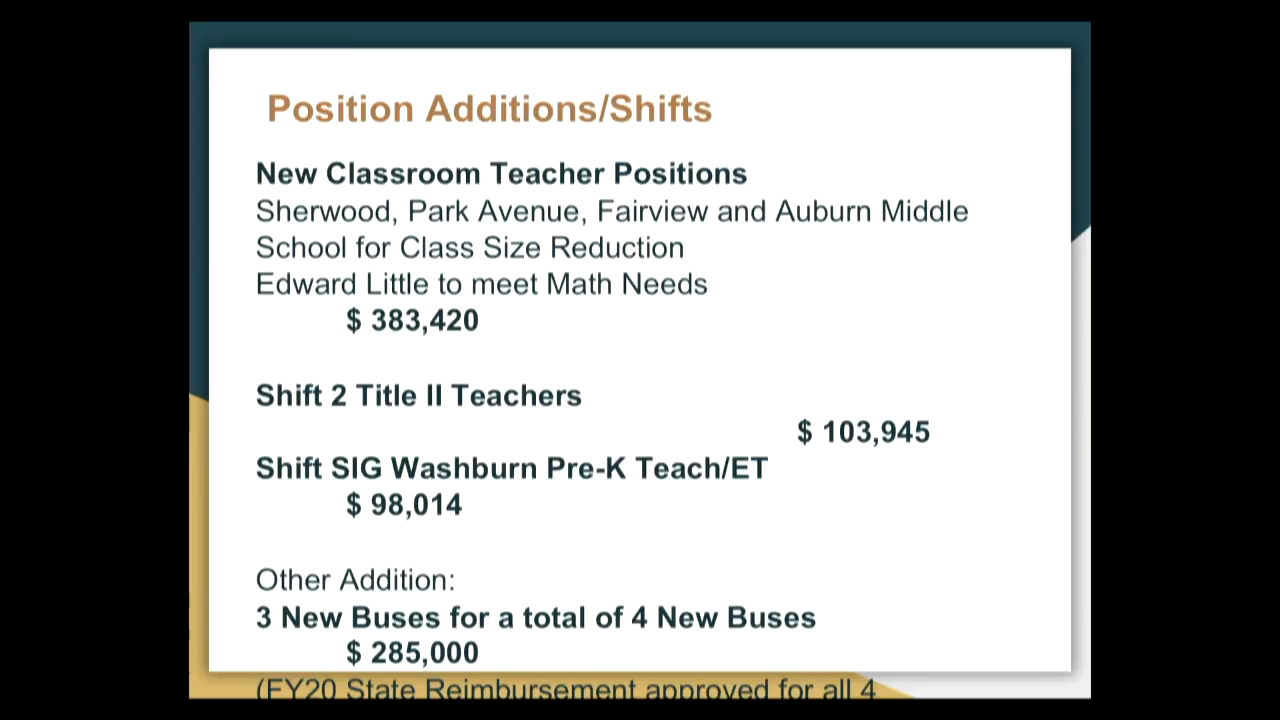 Position Additions/Shifts
New Classroom Teacher Positions
Sherwood, Park Avenue, Fairview and Auburn Middle
School for Class Size Reduction
Edward Little to meet Math Needs
$ 383,420
Shift 2 Title II Teachers
$ 103,945
Shift SIG Washburn Pre-K Teach/ET
$ 98,014
Other Addition:
3 New Buses for a total of 4 New Buses
$ 285,000
(FY20 State Reimbursement approved for all 4